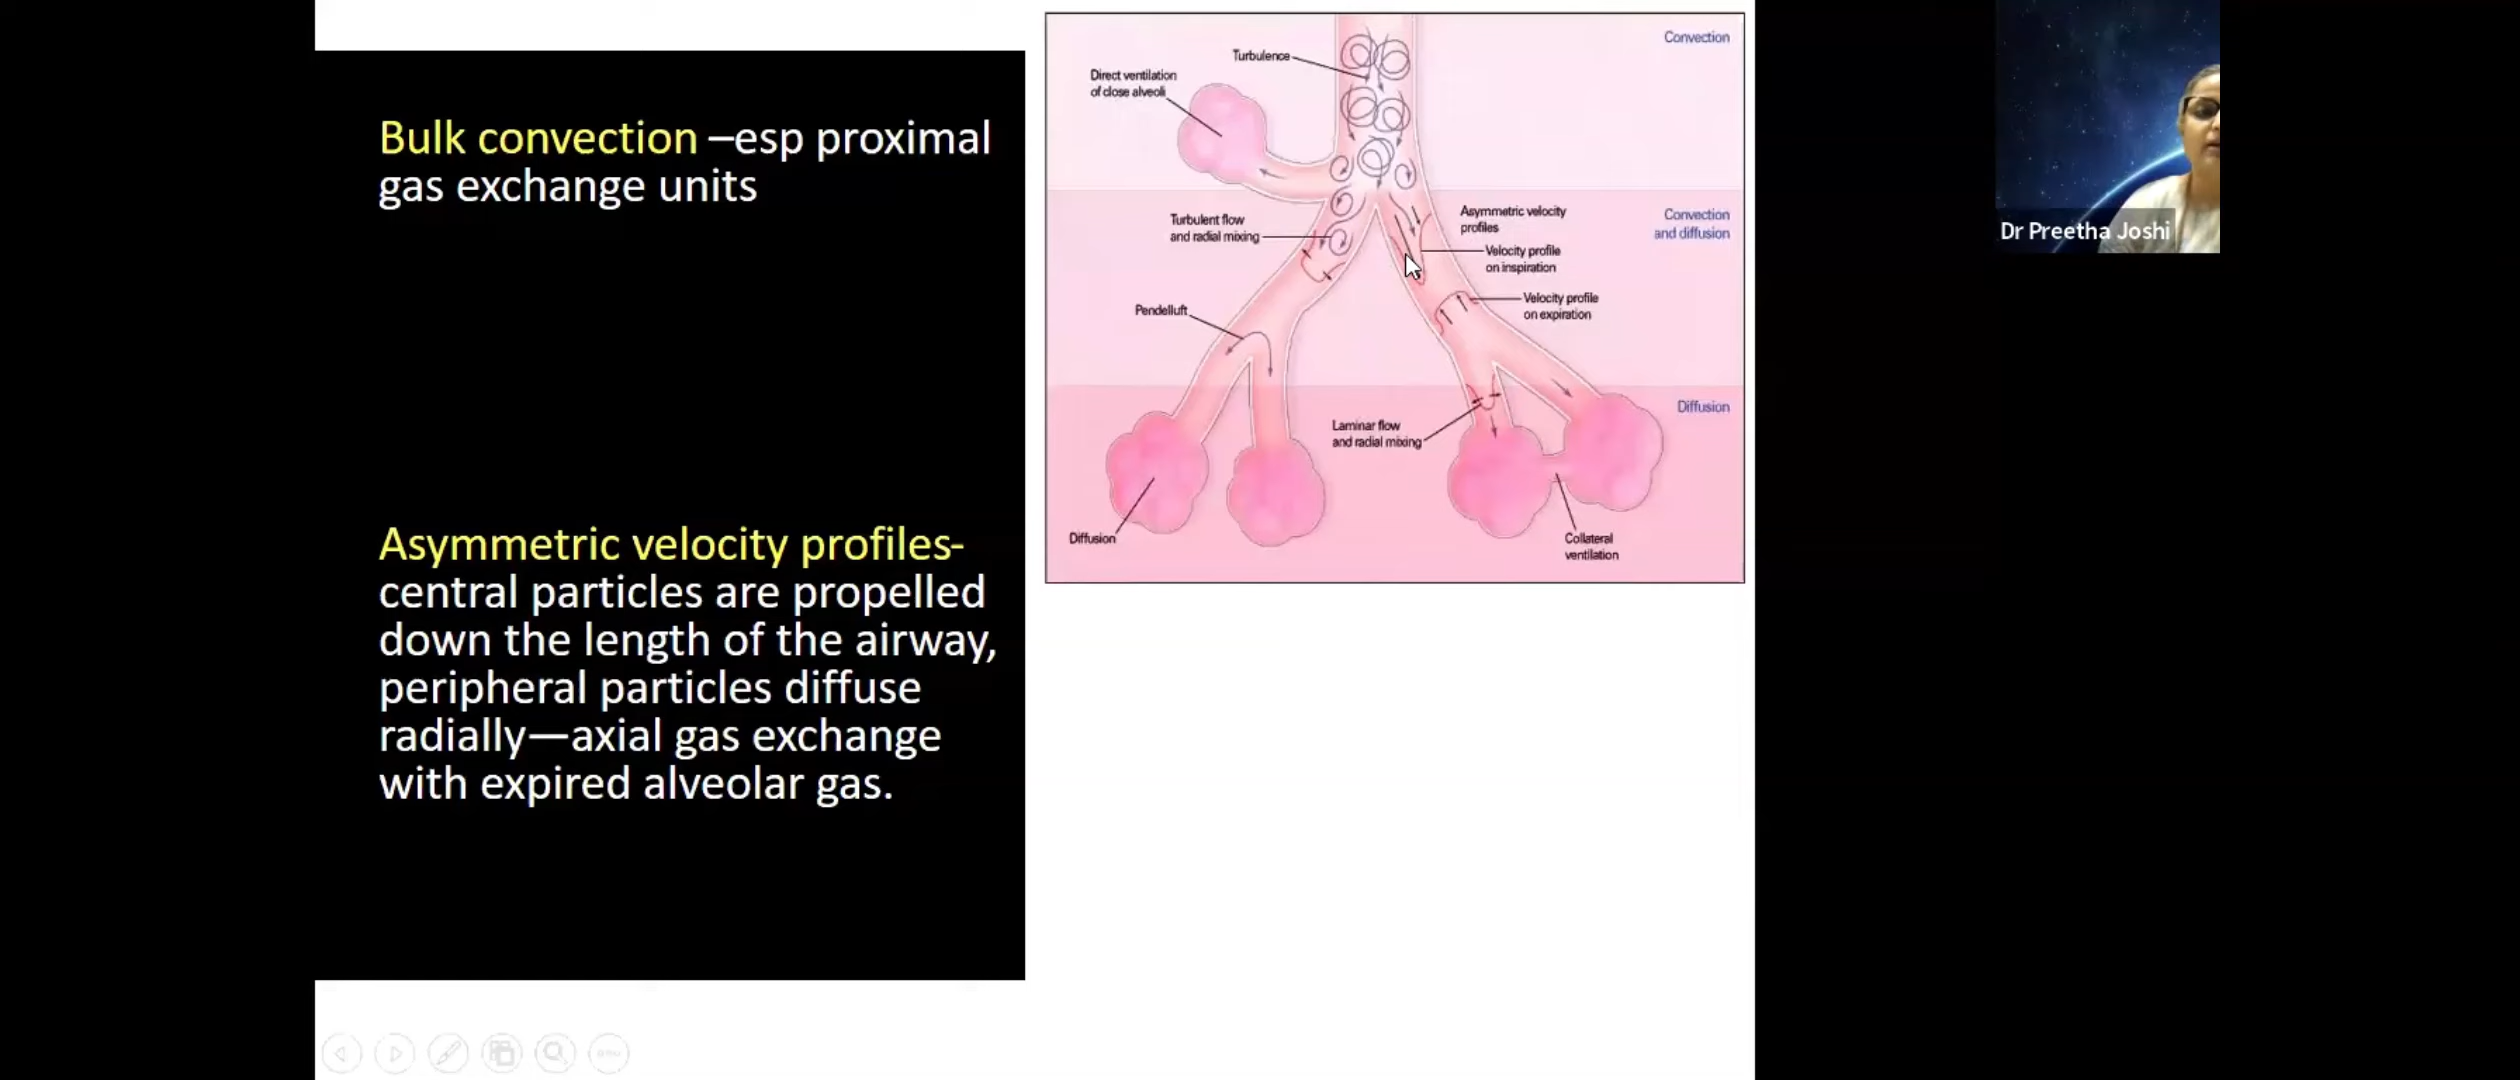 Bulk convection –esp proximal
gas exchange units
Asymmetric velocity profiles-
central particles are propelled
down the length of the airway,
peripheral particles diffuse
radially—axial gas exchange
with expired alveolar gas.
Convection
Turbulence
Direct ventilation
of close alveoli
Asymmetric velocity
profiles
Convection
and diffusion
Turbulent flow
and radial mixing
Velocity profile
on inspiration
Velocity profile
on expiration
Pendelluft
Diffusion
Laminar flow
and radial mixing
Diffusion
Collateral
ventilation
Dr Preetha Joshi